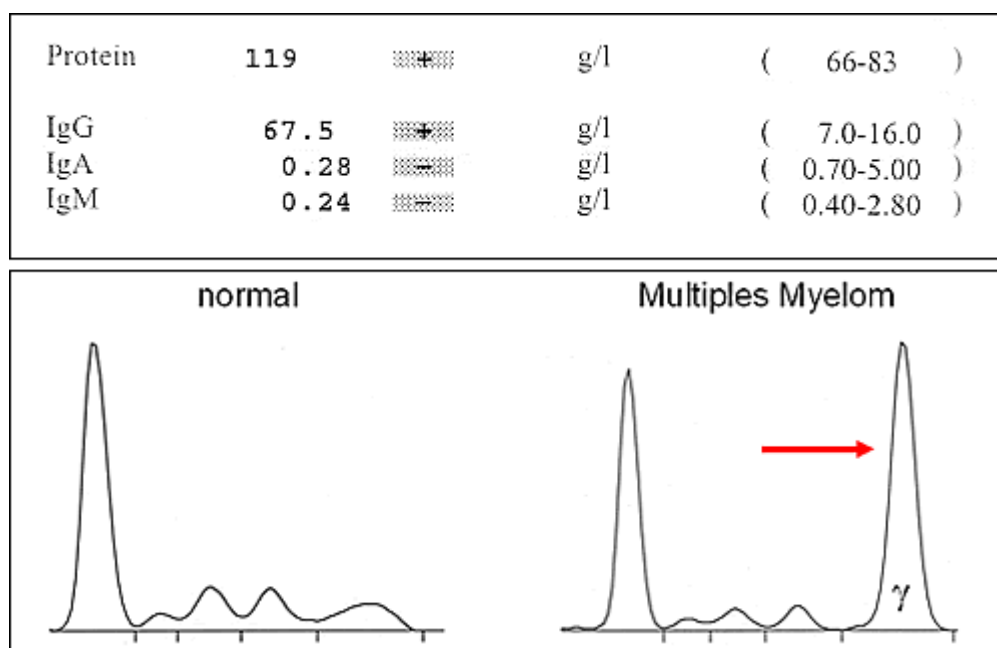 Protein 119 + g/l ( 66-83 )
IgG 67.5 + g/l ( 7.0-16.0 )
IgA 0.28 - g/l ( 0.70-5.00 )
IgM 0.24 - g/l ( 0.40-2.80 )
normal
Multiples Myelom
γ